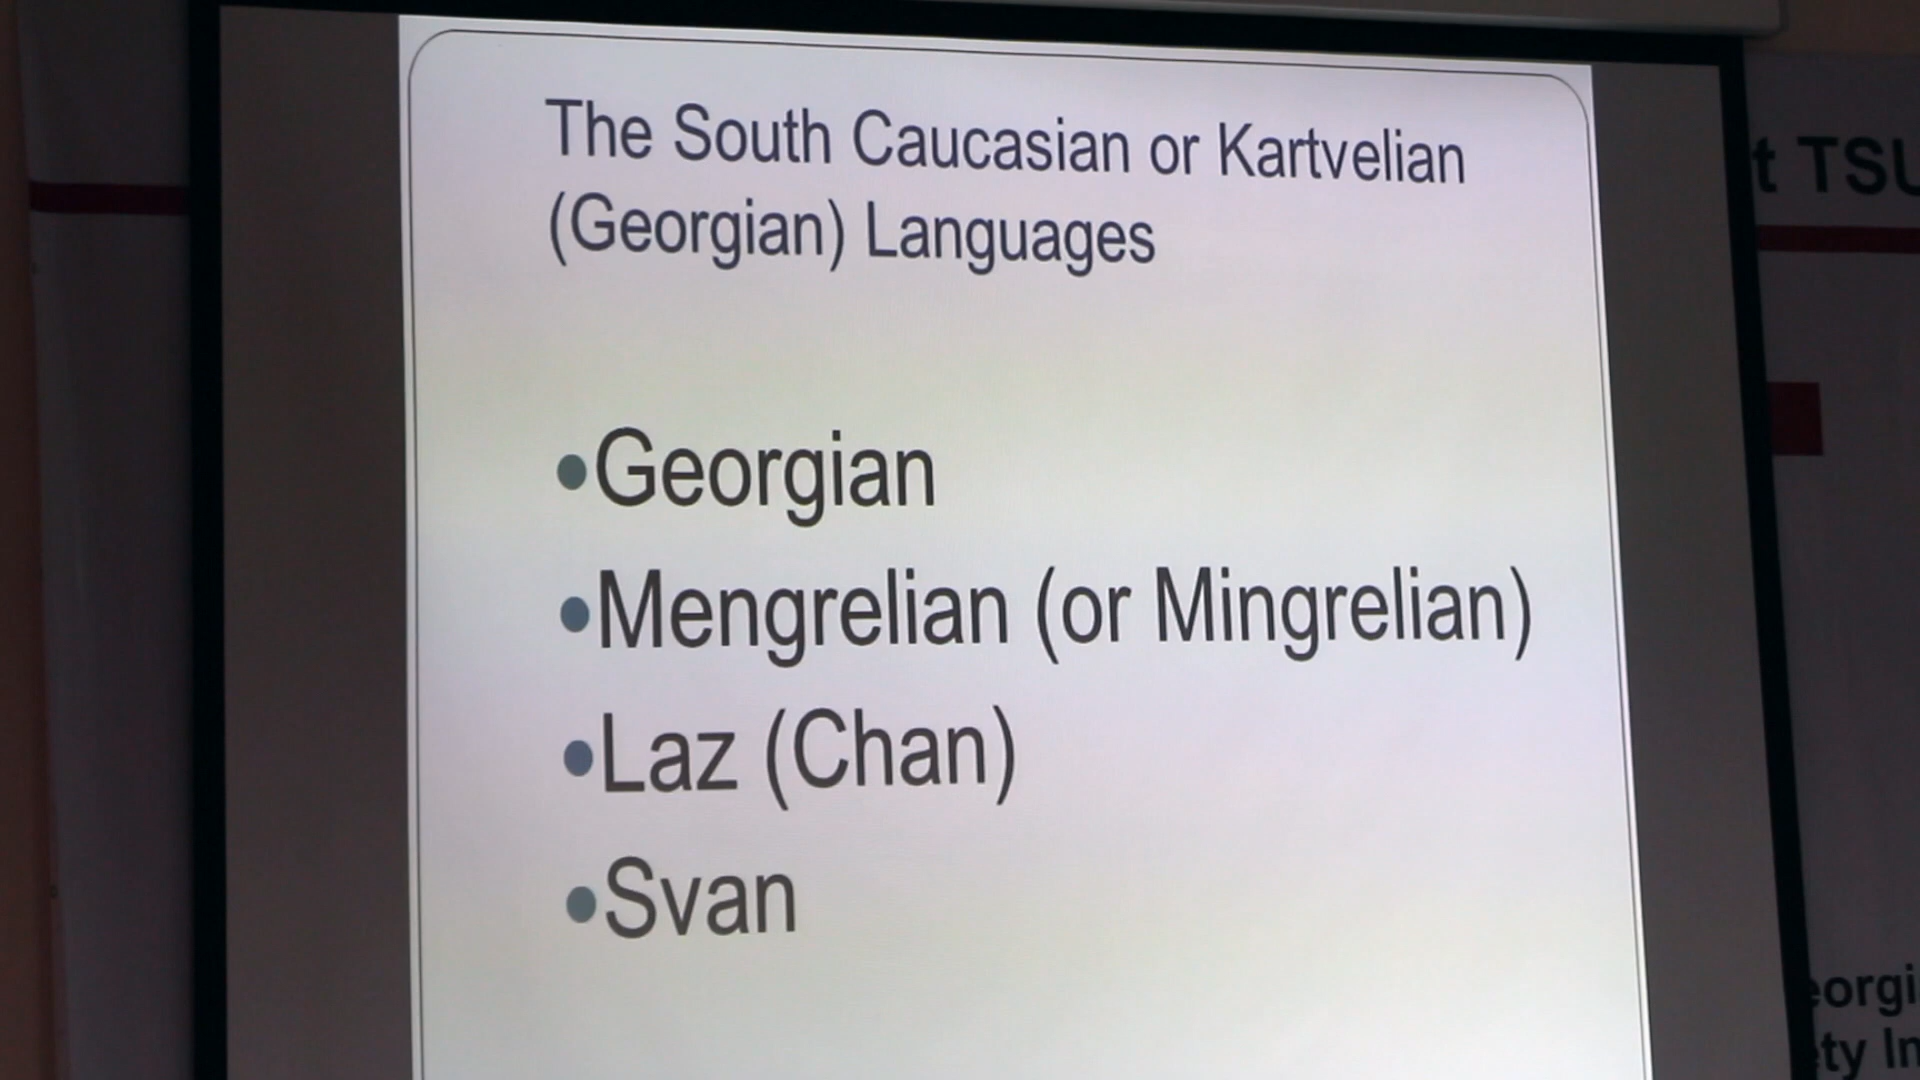 The South Caucasian or Kartvelian
(Georgian) Languages
•Georgian
•Mengrelian (or Mingrelian)
•Laz (Chan)
•Svan
t TSU